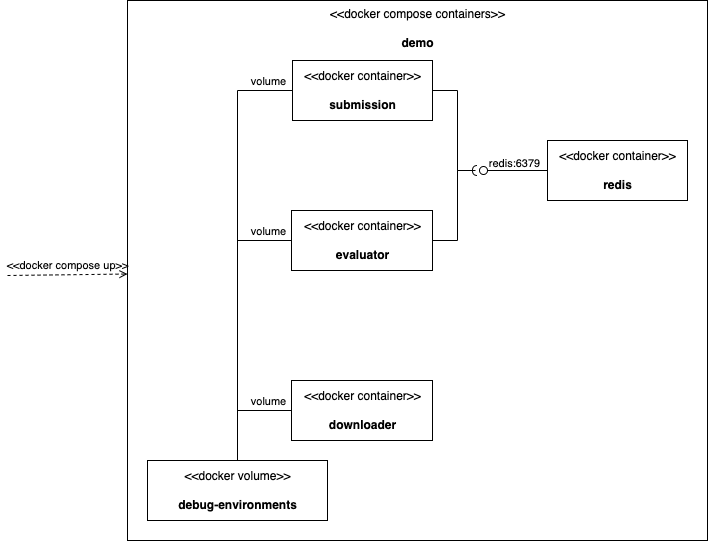 <<docker compose containers>>
demo
volume
<<docker container>>
submission
redis:6379
<<docker container>>
redis
volume
<<docker container>>
evaluator
<<docker compose up>>
volume
<<docker container>>
downloader
<<docker volume>>
debug-environments